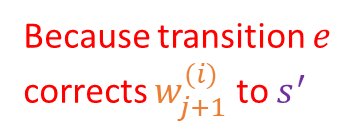 Because transition e
corrects w_{j+1}^{(i)} to s′